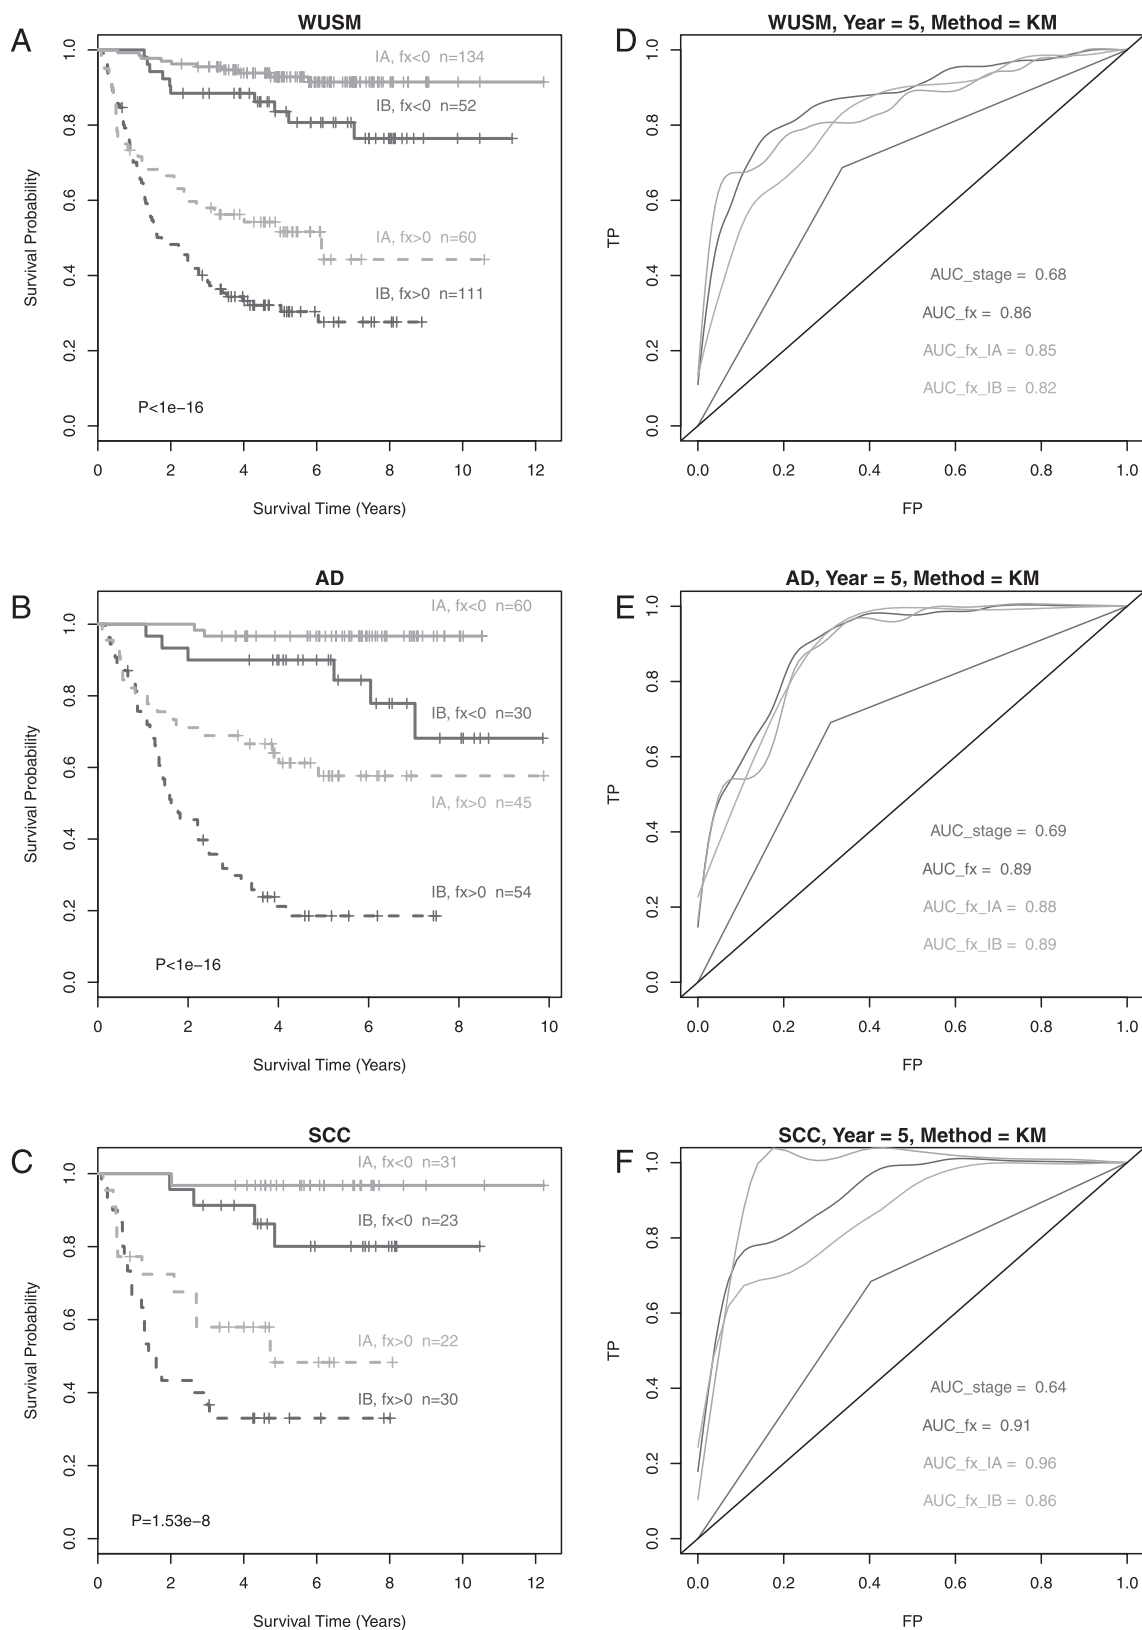 A
WUSM
1.0
0.8
0.6
0.4
0.2
0.0
Survival Probability
IA, fx<0 n=134
IB, fx<0 n=52
IA, fx>0 n=60
IB, fx>0 n=111
P<1e−16
0 2 4 6 8 10 12
Survival Time (Years)
D
WUSM, Year = 5, Method = KM
1.0
0.8
0.6
0.4
0.2
0.0
TP
AUC_stage = 0.68
AUC_fx = 0.86
AUC_fx_IA = 0.85
AUC_fx_IB = 0.82
0.0 0.2 0.4 0.6 0.8 1.0
FP
B
AD
1.0
0.8
0.6
0.4
0.2
0.0
Survival Probability
IA, fx<0 n=60
IB, fx<0 n=30
IA, fx>0 n=45
IB, fx>0 n=54
P<1e−16
0 2 4 6 8 10
Survival Time (Years)
E
AD, Year = 5, Method = KM
1.0
0.8
0.6
0.4
0.2
0.0
TP
AUC_stage = 0.69
AUC_fx = 0.89
AUC_fx_IA = 0.88
AUC_fx_IB = 0.89
0.0 0.2 0.4 0.6 0.8 1.0
FP
C
SCC
1.0
0.8
0.6
0.4
0.2
0.0
Survival Probability
IA, fx<0 n=31
IB, fx<0 n=23
IA, fx>0 n=22
IB, fx>0 n=30
P=1.53e−8
0 2 4 6 8 10 12
Survival Time (Years)
F
SCC, Year = 5, Method = KM
1.0
0.8
0.6
0.4
0.2
0.0
TP
AUC_stage = 0.64
AUC_fx = 0.91
AUC_fx_IA = 0.96
AUC_fx_IB = 0.86
0.0 0.2 0.4 0.6 0.8 1.0
FP